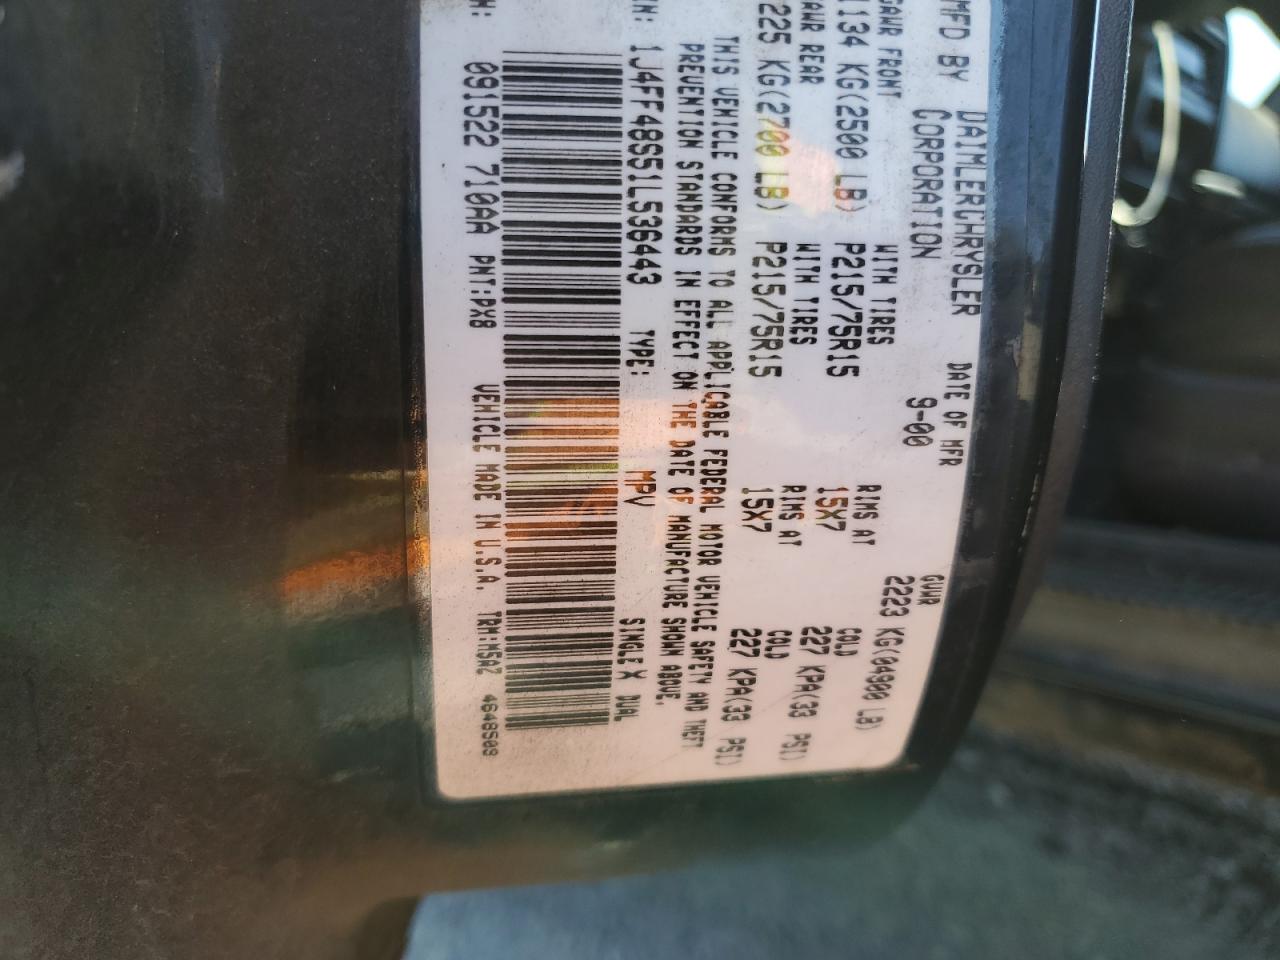 MFD BY DAIMLERCHRYSLER CORPORATION DATE OF MFR 9-00 GVWR 2223 KG(04900 LB)
GAWR FRONT WITH TIRES RIMS AT COLD
1134 KG(2500 LB) P215/75R15 15X7 227 KPA(33 PSI)
GAWR REAR WITH TIRES RIMS AT COLD
1225 KG(2700 LB) P215/75R15 15X7 227 KPA(33 PSI)
THIS VEHICLE CONFORMS TO ALL APPLICABLE FEDERAL MOTOR VEHICLE SAFETY AND THEFT
PREVENTION STANDARDS IN EFFECT ON THE DATE OF MANUFACTURE SHOWN ABOVE.
IN: 1J4FF48S51L536443 TYPE: MPV SINGLE X DUAL
H: 091522 710AA PNT:PX8 VEHICLE MADE IN U.S.A. TRM:M5AZ 4648509